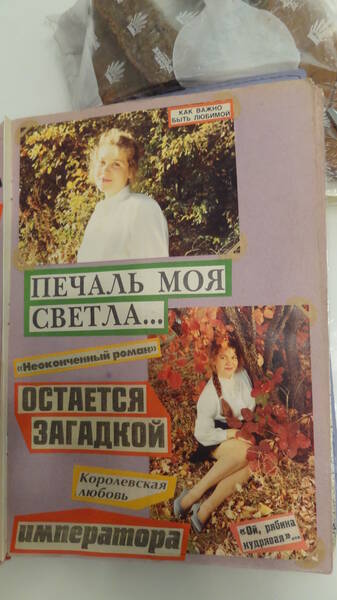 КАК ВАЖНО
БЫТЬ ЛЮБИМОЙ
ПЕЧАЛЬ МОЯ
СВЕТЛА...
«Неоконченный роман»
ОСТАЕТСЯ
ЗАГАДКОЙ
Королевская
любовь
императора
«Ой, рябина
кудрявая»...